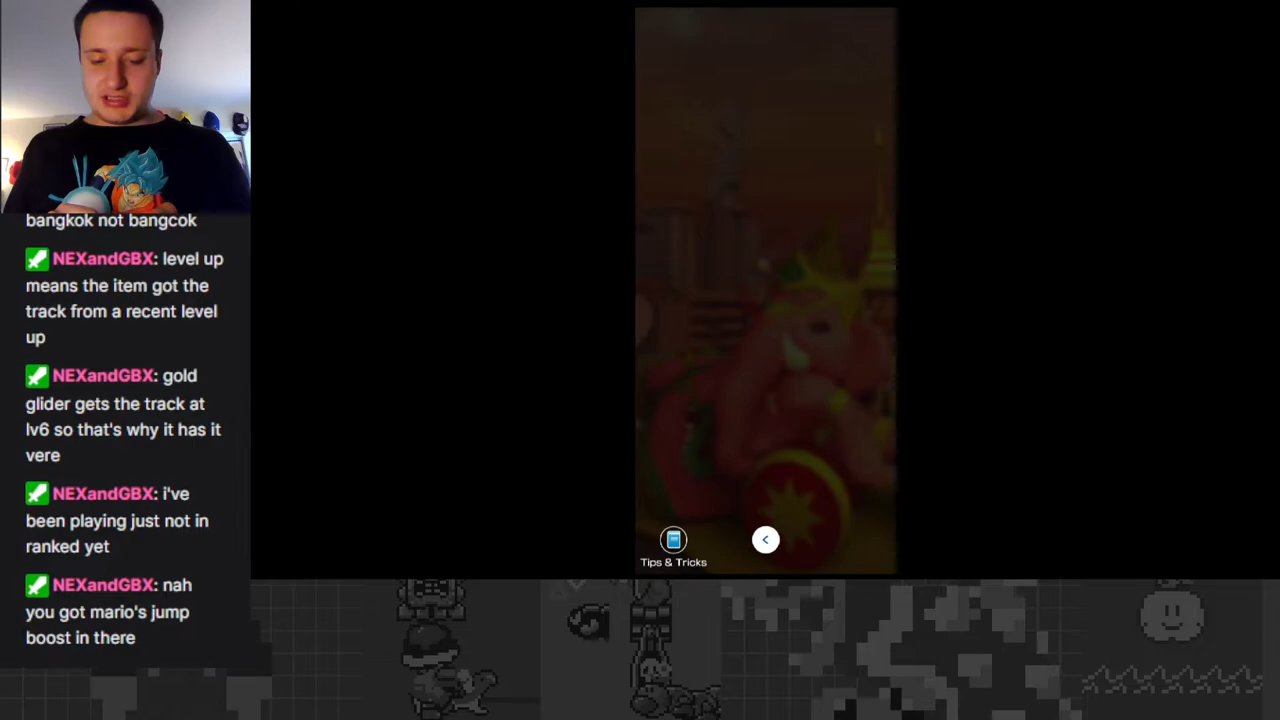 bangkok not bangcok
NEXandGBX: level up
means the item got the
track from a recent level
up
NEXandGBX: gold
glider gets the track at
lv6 so that's why it has it
vere
NEXandGBX: i've
been playing just not in
ranked yet
NEXandGBX: nah
you got mario's jump
boost in there
Tips & Tricks